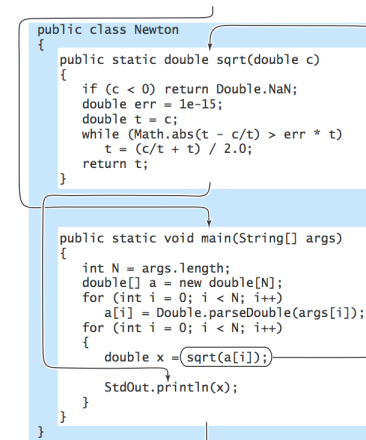 public class Newton
{
public static double sqrt(double c)
{
if (c < 0) return Double.NaN;
double err = 1e-15;
double t = c;
while (Math.abs(t - c/t) > err * t)
t = (c/t + t) / 2.0;
return t;
}
public static void main(String[] args)
{
int N = args.length;
double[] a = new double[N];
for (int i = 0; i < N; i++)
a[i] = Double.parseDouble(args[i]);
for (int i = 0; i < N; i++)
{
double x = sqrt(a[i]);
StdOut.println(x);
}
}
}